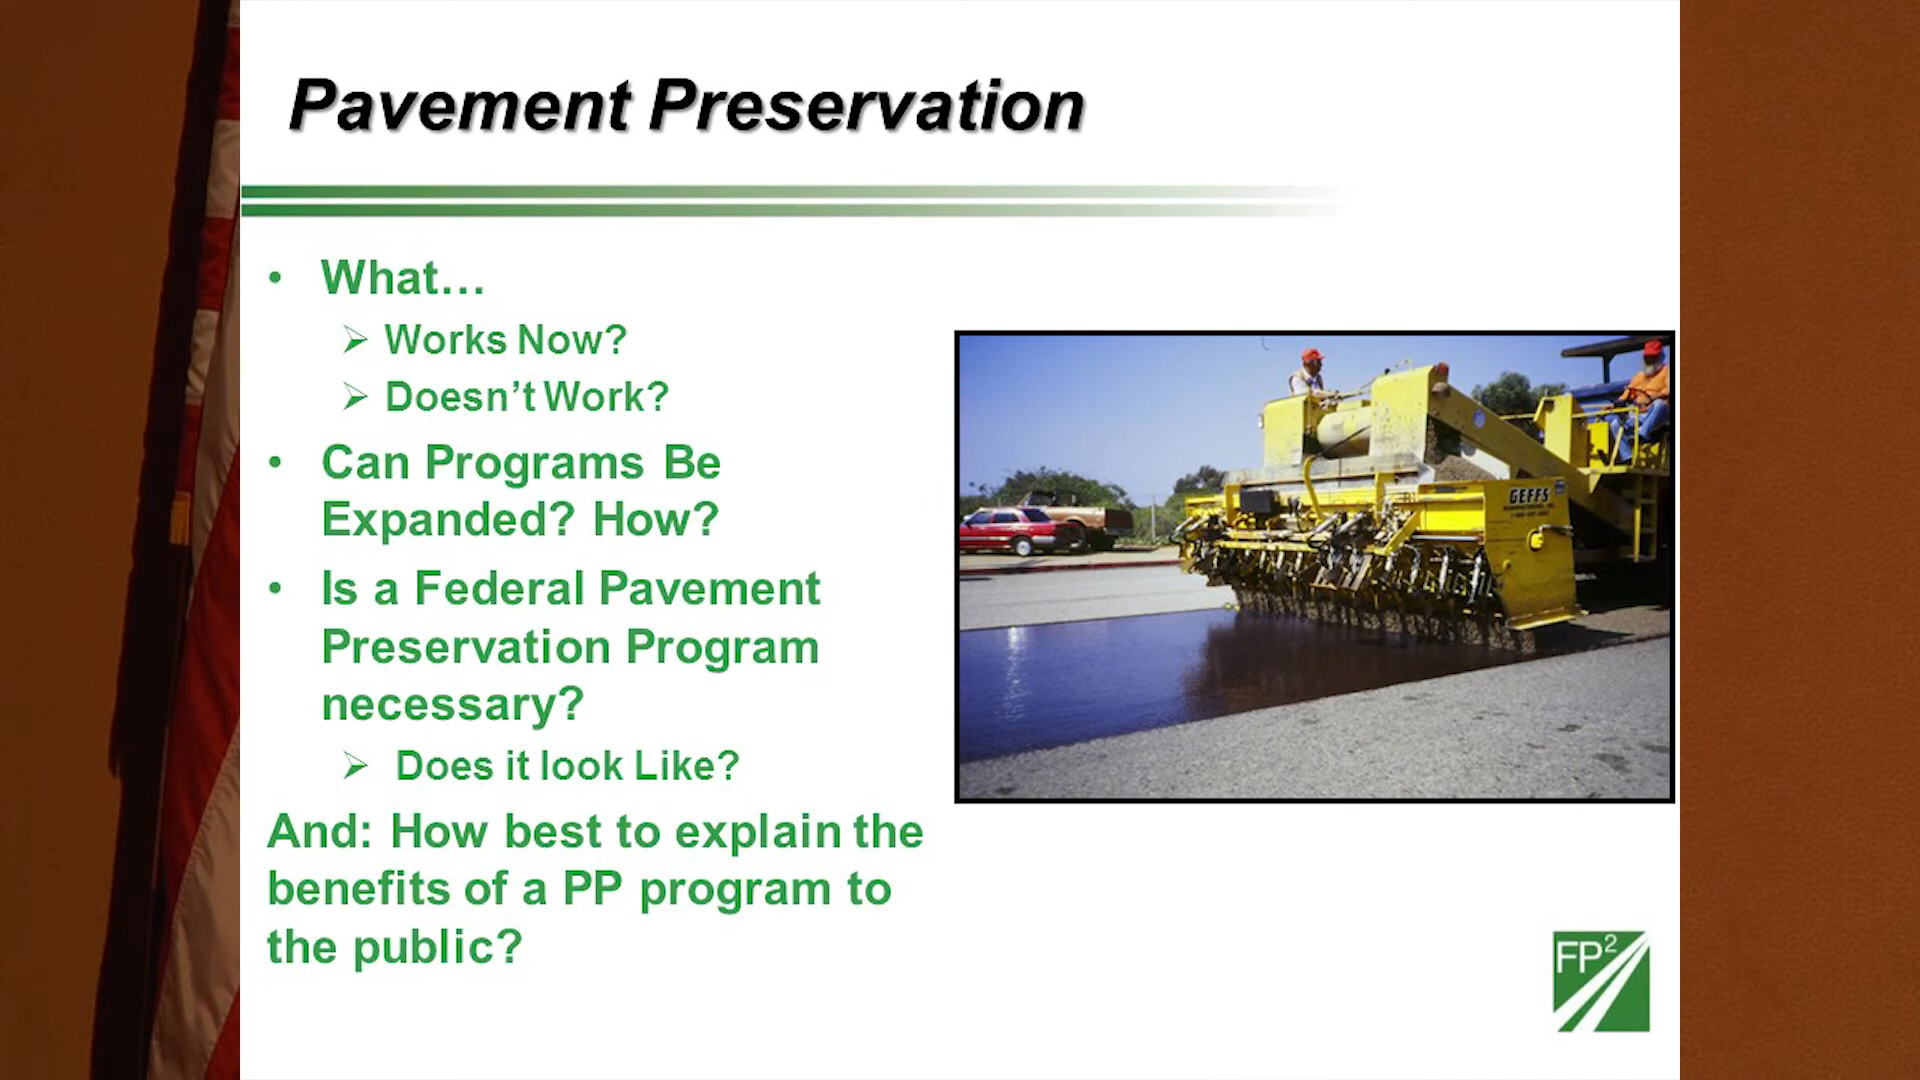 Pavement Preservation
• What…
➢ Works Now?
➢ Doesn’t Work?
• Can Programs Be
Expanded? How?
• Is a Federal Pavement
Preservation Program
necessary?
➢ Does it look Like?
And: How best to explain the
benefits of a PP program to
the public?
GEFFS
FP2